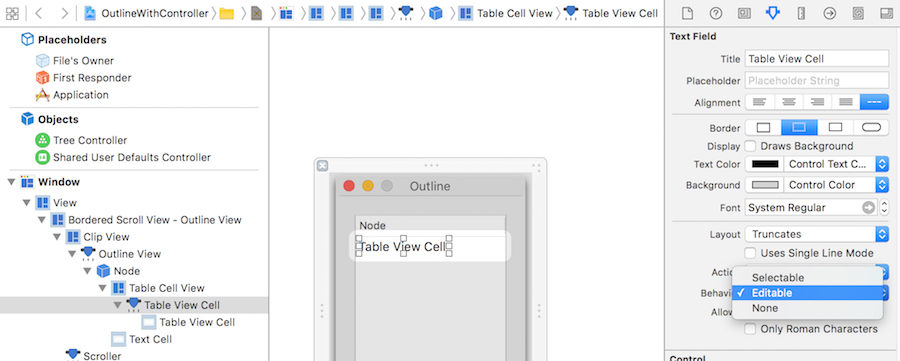 OutlineWithController
Table Cell View
Table View Cell
Placeholders
File's Owner
First Responder
Application
Objects
Tree Controller
Shared User Defaults Controller
Window
View
Bordered Scroll View - Outline View
Clip View
Outline View
Node
Table Cell View
Table View Cell
Table View Cell
Text Cell
Scroller
Outline
Node
Table View Cell
Text Field
Title Table View Cell
Placeholder Placeholder String
Alignment
Border
Display Draws Background
Text Color Control Text C...
Background Control Color
Font System Regular
Layout Truncates
Uses Single Line Mode
Selectable
Editable
None
Only Roman Characters
Control